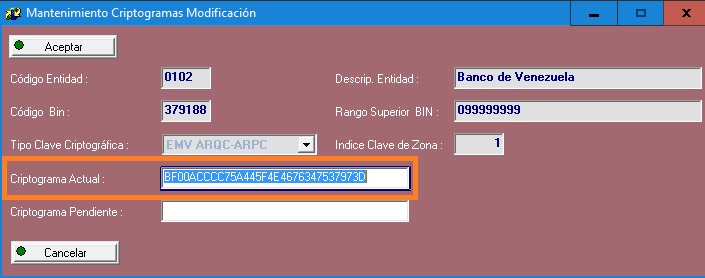 Mantenimiento Criptogramas Modificación
Aceptar
Código Entidad : 0102 Descrip. Entidad : Banco de Venezuela
Código Bin : 379188 Rango Superior BIN : 099999999
Tipo Clave Criptográfica : EMV ARQC-ARPC Indice Clave de Zona : 1
Criptograma Actual : BF00ACCCC75A445F4E4676347537973D
Criptograma Pendiente :
Cancelar